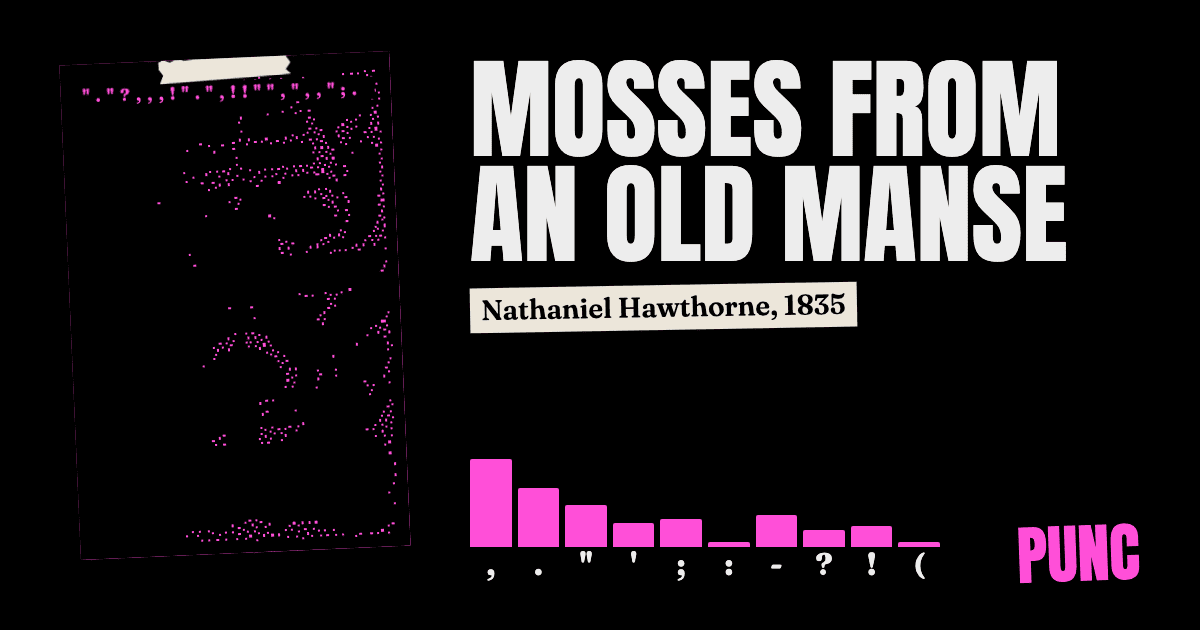 "."?,,,!".",!!"",",,";.
MOSSES FROM
AN OLD MANSE
Nathaniel Hawthorne, 1835
, . " ' ; : - ? ! (
PUNC